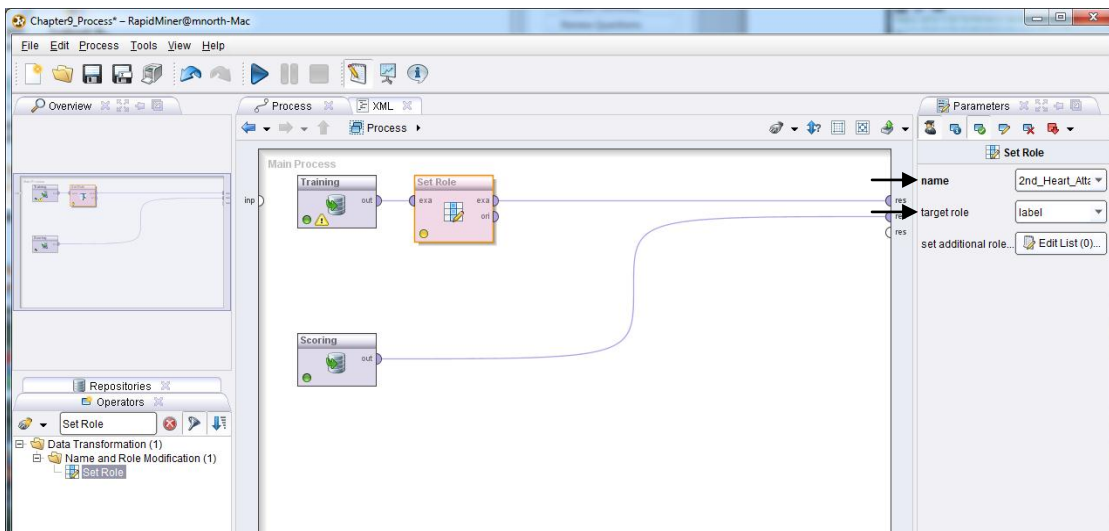 Chapter9_Process* – RapidMiner@mnorth-Mac
File Edit Process Tools View Help
Overview
Process
XML
Parameters
Process
Set Role
Main Process
Training
out
Set Role
exa
exa
ori
inp
res
res
res
name
2nd_Heart_Atta
target role
label
set additional role...
Edit List (0)...
Scoring
out
Repositories
Operators
Set Role
Data Transformation (1)
Name and Role Modification (1)
Set Role